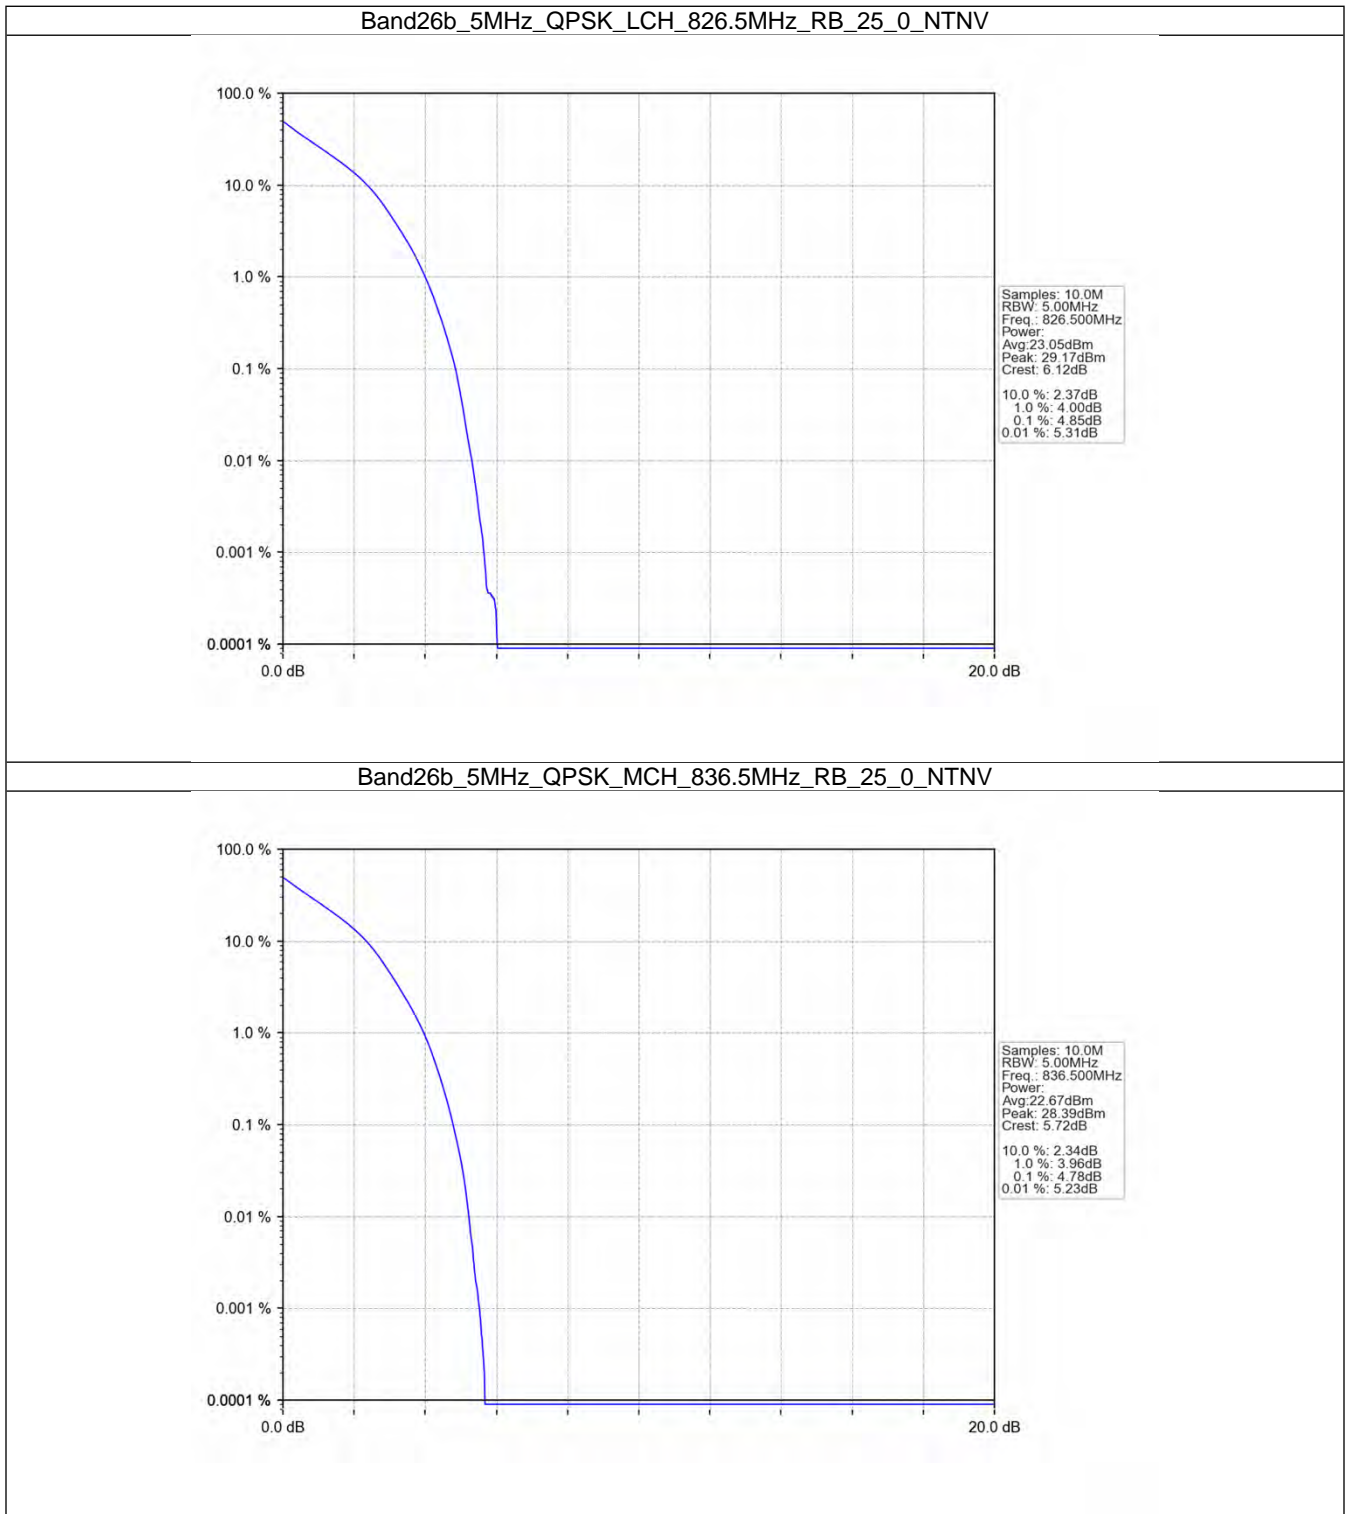 Band26b_5MHz_QPSK_LCH_826.5MHz_RB_25_0_NTNV
100.0 %
10.0 %
1.0 %
0.1 %
0.01 %
0.001 %
0.0001 %
0.0 dB
20.0 dB
Samples: 10.0M
RBW: 5.00MHz
Freq.: 826.500MHz
Power:
Avg:23.05dBm
Peak: 29.17dBm
Crest: 6.12dB
10.0 %: 2.37dB
1.0 %: 4.00dB
0.1 %: 4.85dB
0.01 %: 5.31dB
Band26b_5MHz_QPSK_MCH_836.5MHz_RB_25_0_NTNV
100.0 %
10.0 %
1.0 %
0.1 %
0.01 %
0.001 %
0.0001 %
0.0 dB
20.0 dB
Samples: 10.0M
RBW: 5.00MHz
Freq.: 836.500MHz
Power:
Avg:22.67dBm
Peak: 28.39dBm
Crest: 5.72dB
10.0 %: 2.34dB
1.0 %: 3.96dB
0.1 %: 4.78dB
0.01 %: 5.23dB